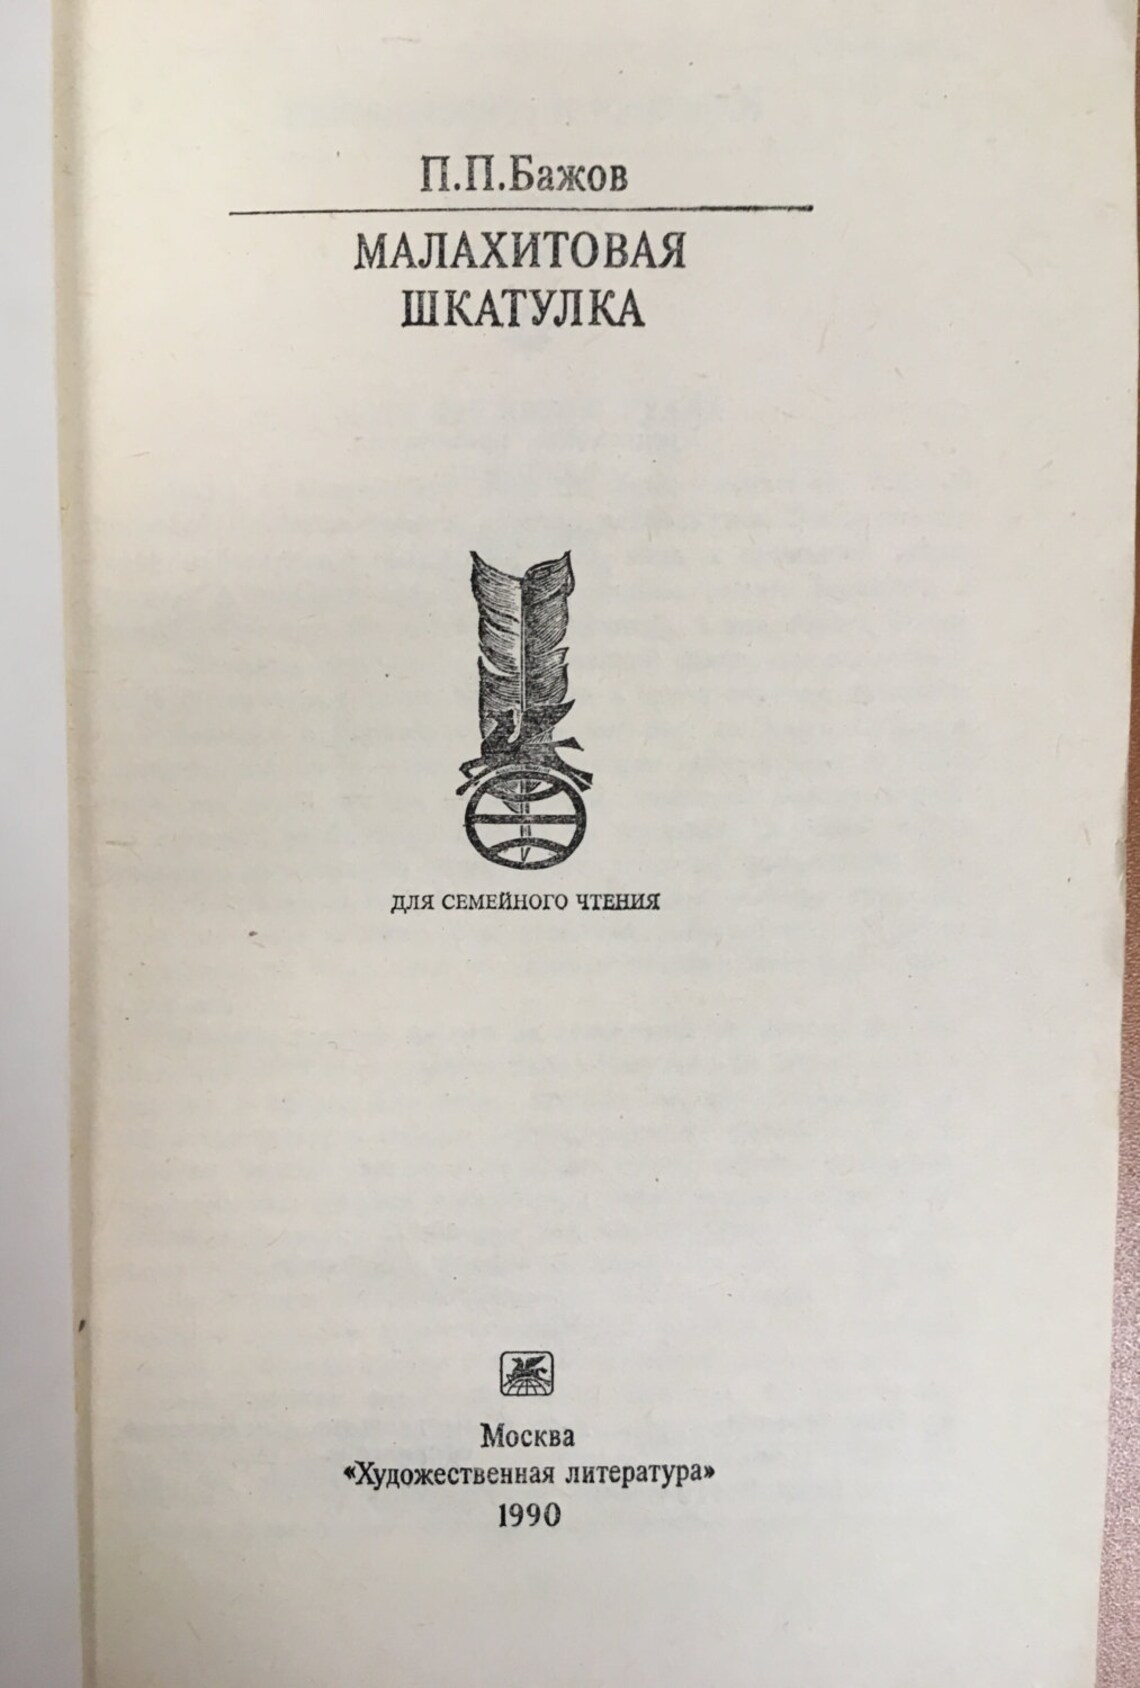 П.П.Бажов
МАЛАХИТОВАЯ
ШКАТУЛКА
ДЛЯ СЕМЕЙНОГО ЧТЕНИЯ
Москва
«Художественная литература»
1990